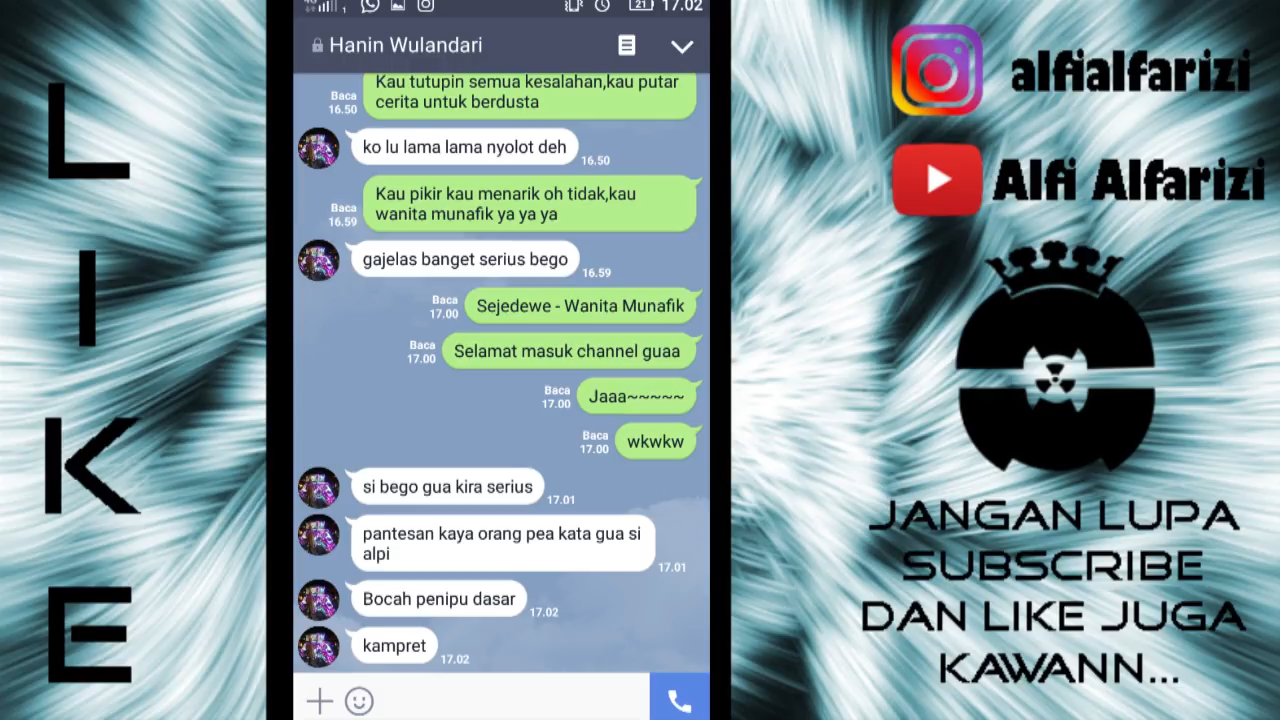 L
I
K
E
1
21
17.02
Hanin Wulandari
Kau tutupin semua kesalahan,kau putar
cerita untuk berdusta
Baca
16.50
ko lu lama lama nyolot deh
16.50
Kau pikir kau menarik oh tidak,kau
wanita munafik ya ya ya
Baca
16.59
gajelas banget serius bego
16.59
Sejedewe - Wanita Munafik
Baca
17.00
Selamat masuk channel guaa
Baca
17.00
Jaaa~~~~~
Baca
17.00
wkwkw
Baca
17.00
si bego gua kira serius
17.01
pantesan kaya orang pea kata gua si
alpi
17.01
Bocah penipu dasar
17.02
kampret
17.02
alfialfarizi
Alfi Alfarizi
JANGAN LUPA
SUBSCRIBE
DAN LIKE JUGA
KAWANN...